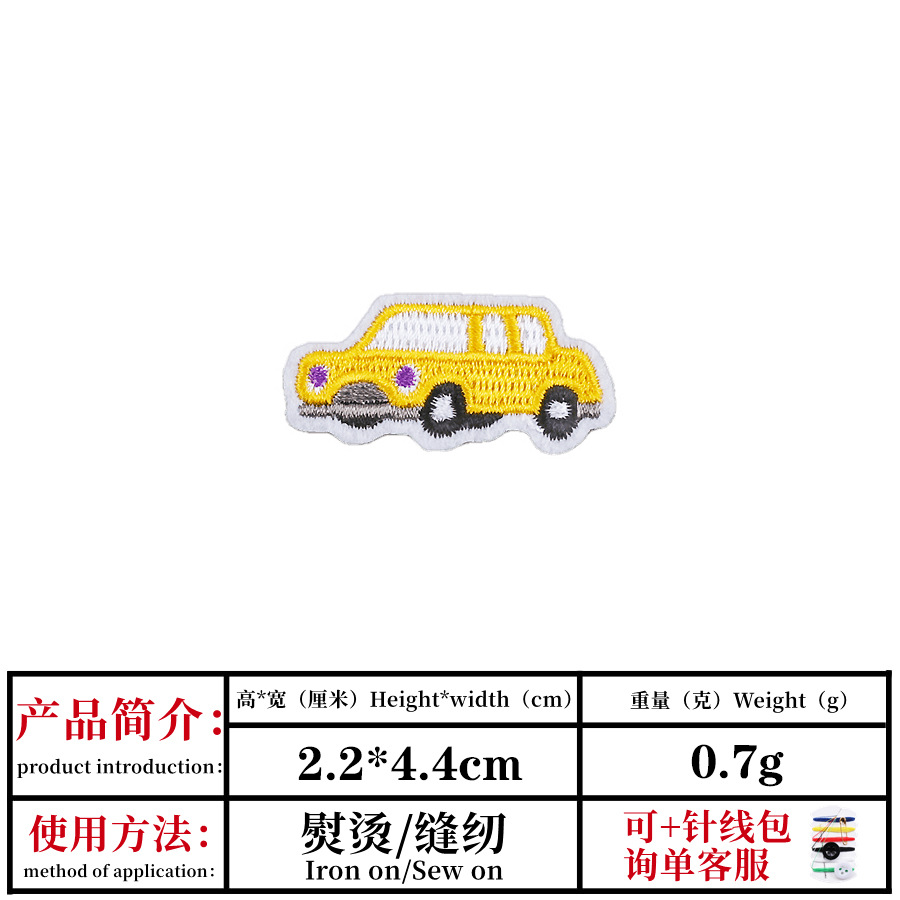 产品简介：
product introduction：
高*宽（厘米）Height*width（cm）
重量（克）Weight（g）
2.2*4.4cm
0.7g
使用方法：
method of application：
熨烫/缝纫
Iron on/Sew on
可+针线包
询单客服